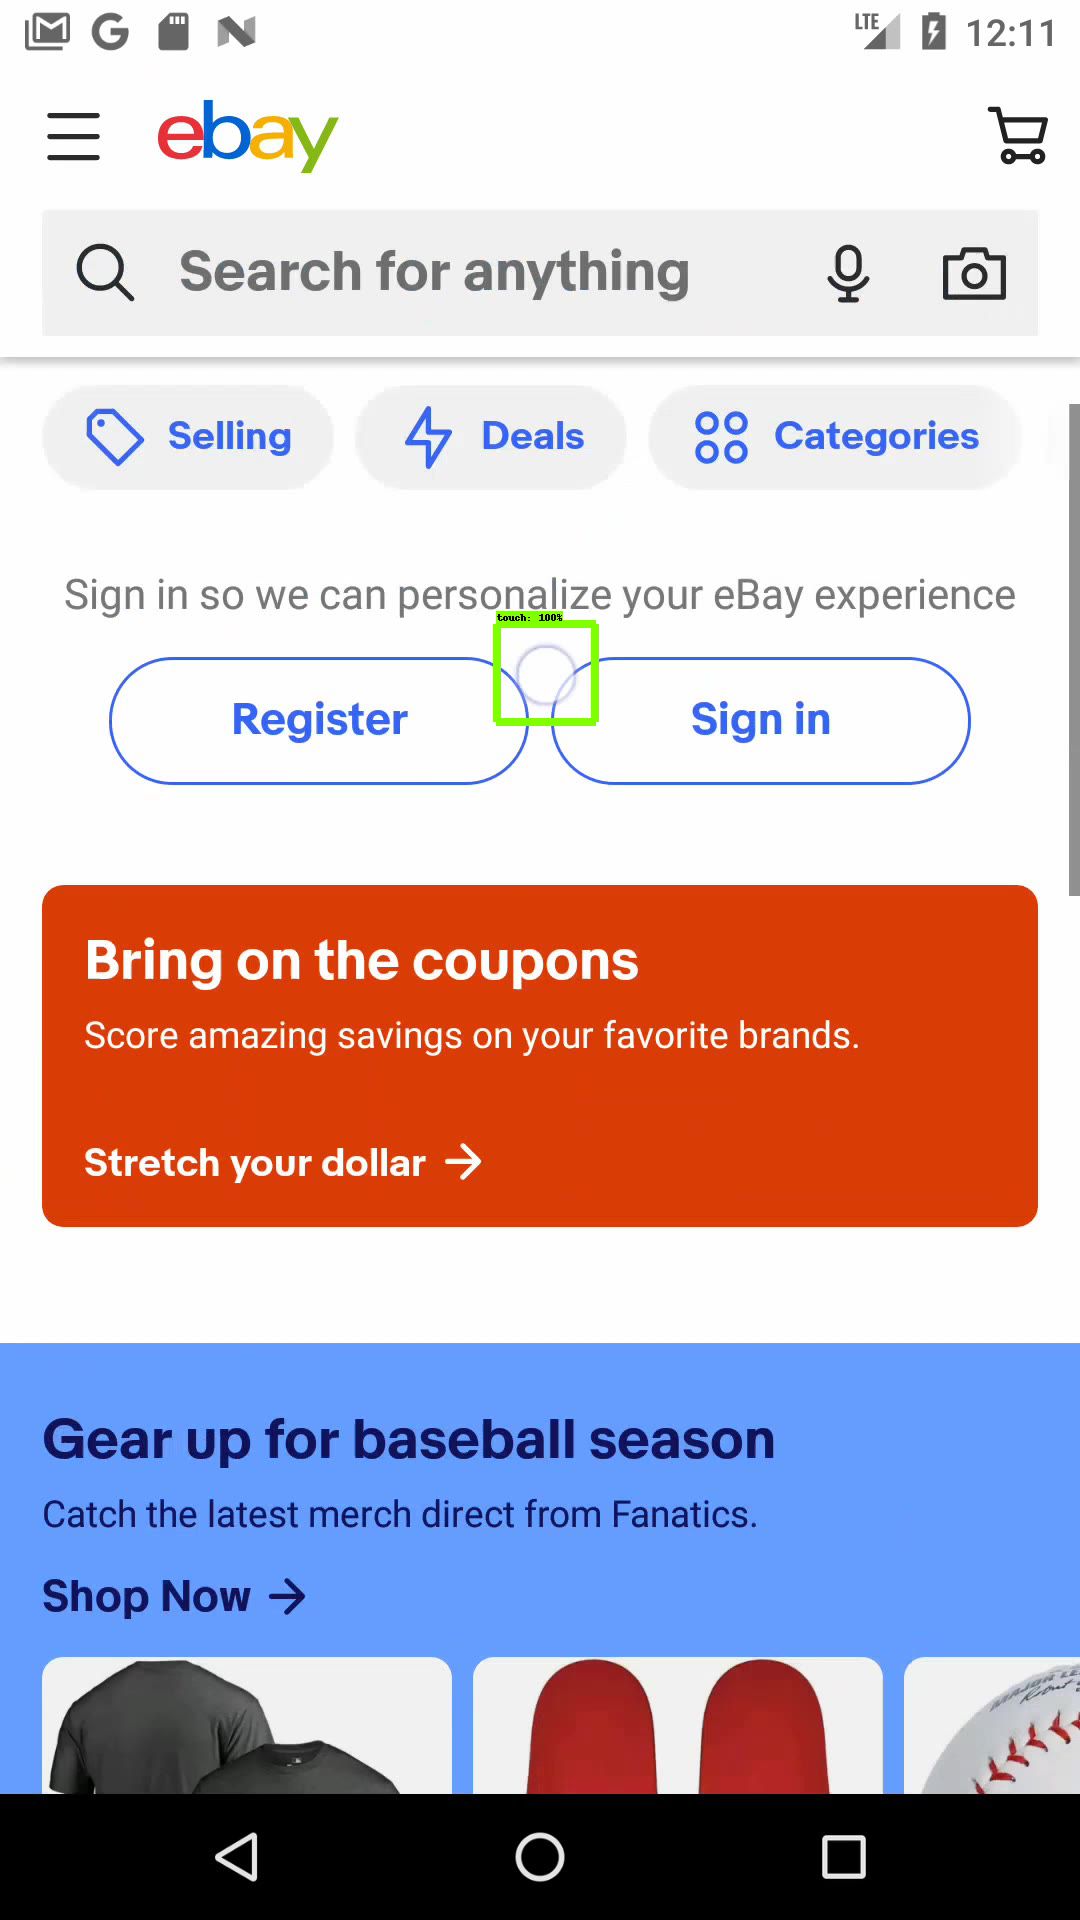 LTE 12:11
ebay
Search for anything
Selling Deals Categories
Sign in so we can personalize your eBay experience
touch: 100%
Register Sign in
Bring on the coupons
Score amazing savings on your favorite brands.
Stretch your dollar
Gear up for baseball season
Catch the latest merch direct from Fanatics.
Shop Now